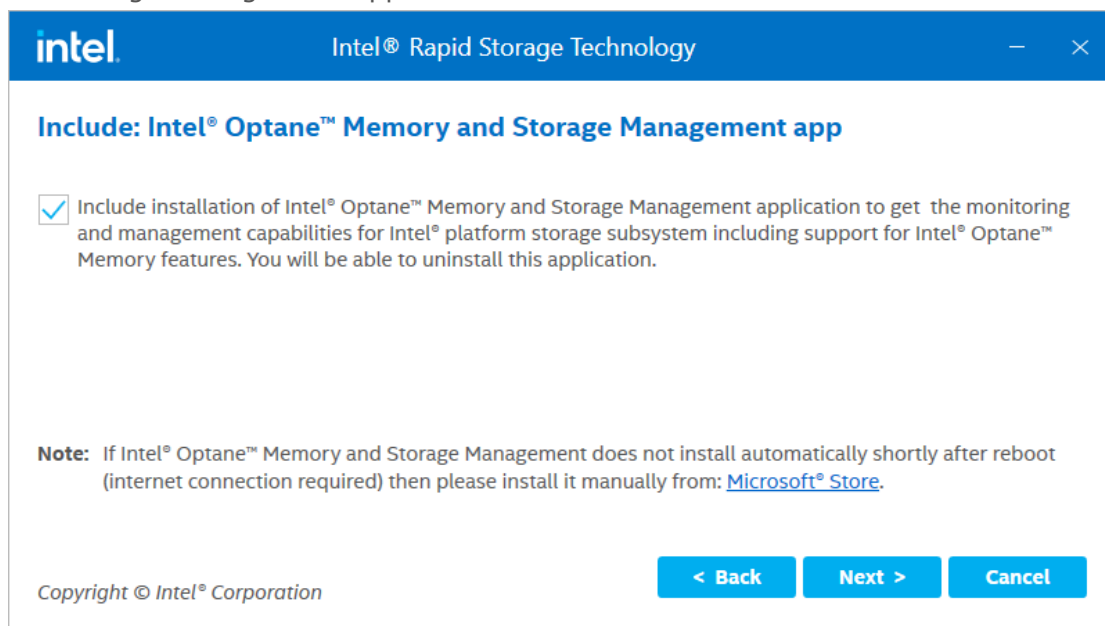 intel.
Intel® Rapid Storage Technology
Include: Intel® Optane™ Memory and Storage Management app
Include installation of Intel® Optane™ Memory and Storage Management application to get the monitoring
and management capabilities for Intel® platform storage subsystem including support for Intel® Optane™
Memory features. You will be able to uninstall this application.
Note: If Intel® Optane™ Memory and Storage Management does not install automatically shortly after reboot
(internet connection required) then please install it manually from: Microsoft® Store.
Copyright © Intel® Corporation
< Back
Next >
Cancel